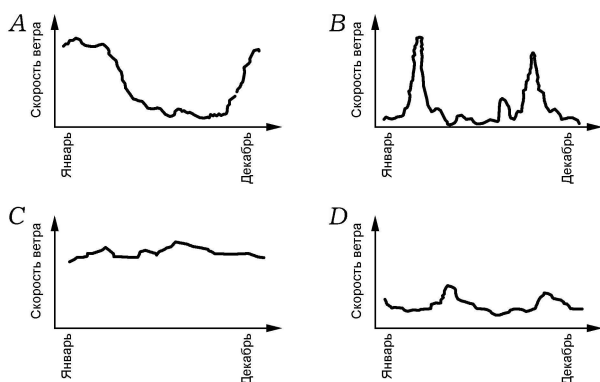 A
Скорость ветра
Январь
Декабрь
B
Скорость ветра
Январь
Декабрь
C
Скорость ветра
Январь
Декабрь
D
Скорость ветра
Январь
Декабрь